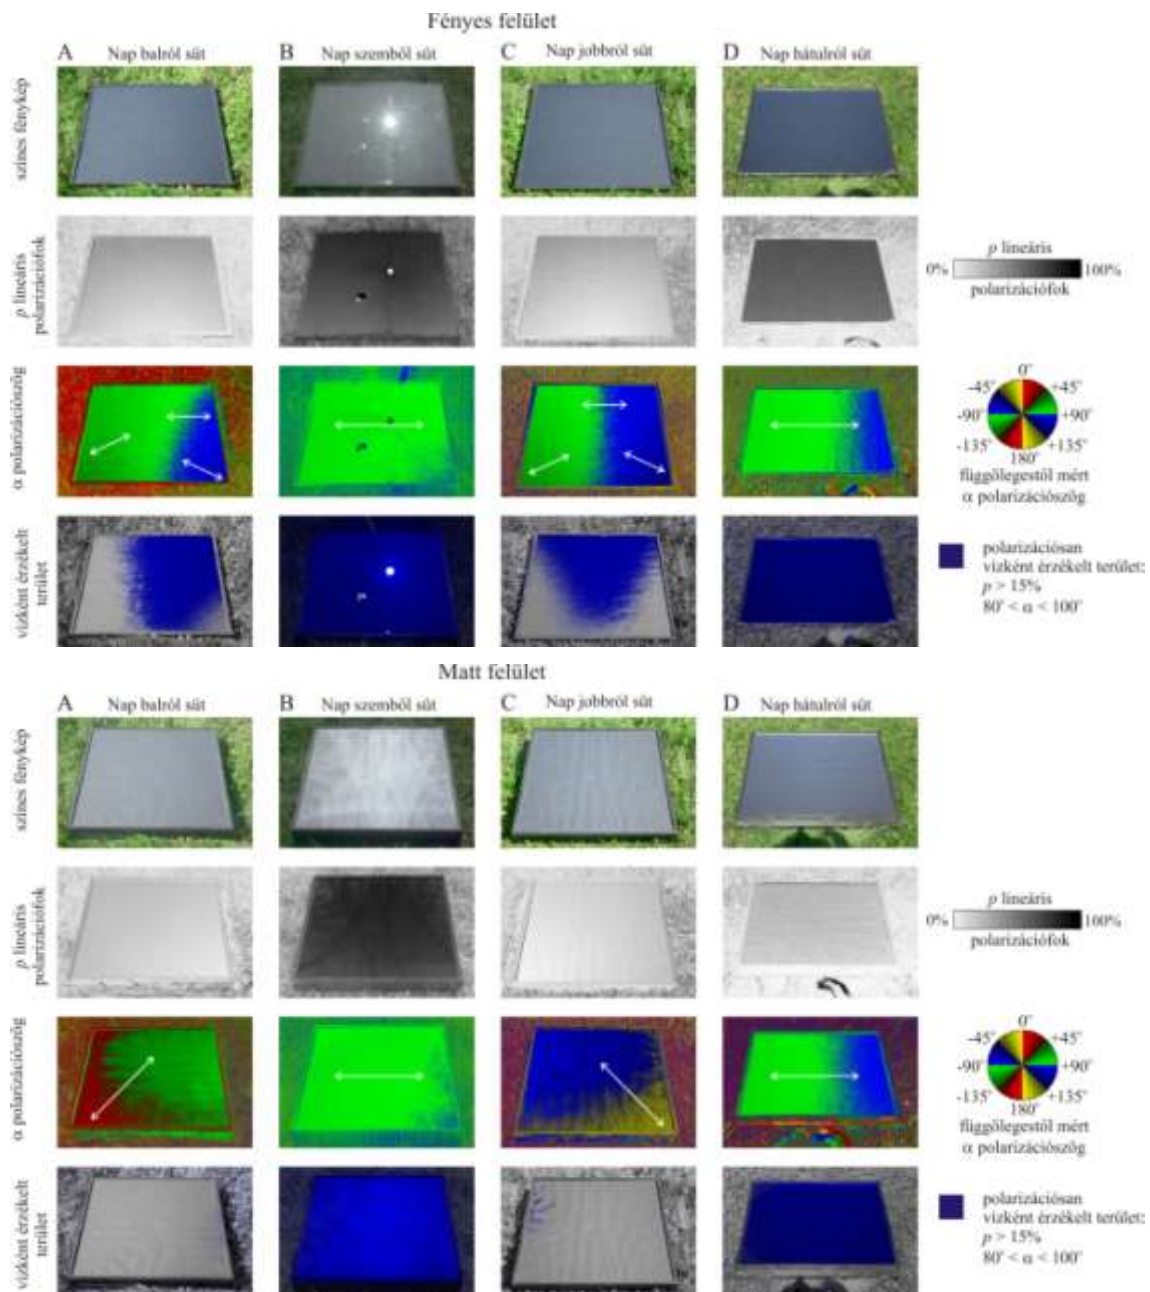 Fényes felület
A Nap balról süt
B Nap szemből süt
C Nap jobbról süt
D Nap hátulról süt
színes fénykép
p lineáris
polarizációfok
p lineáris
0% 100%
polarizációfok
α polarizációszög
0°
-45° +45°
-90° +90°
-135° +135°
180°
függőlegestől mért
α polarizációszög
vízként érzékelt
terület
polarizációsan
vízként érzékelt terület:
p > 15%
80° < α < 100°
Matt felület
A Nap balról süt
B Nap szemből süt
C Nap jobbról süt
D Nap hátulról süt
színes fénykép
p lineáris
polarizációfok
p lineáris
0% 100%
polarizációfok
α polarizációszög
0°
-45° +45°
-90° +90°
-135° +135°
180°
függőlegestől mért
α polarizációszög
vízként érzékelt
terület
polarizációsan
vízként érzékelt terület:
p > 15%
80° < α < 100°